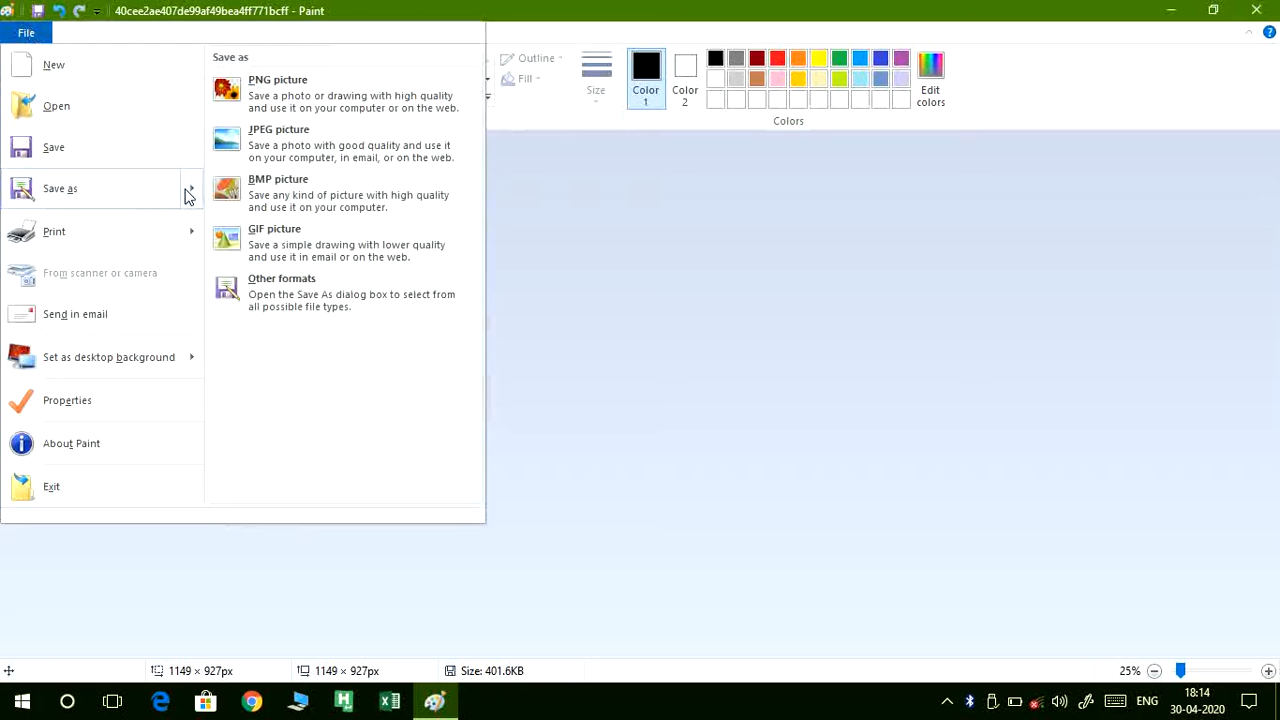 40cee2ae407de99af49bea4ff771bcff - Paint
File
New
Open
Save
Save as
Print
From scanner or camera
Send in email
Set as desktop background
Properties
About Paint
Exit
Save as
PNG picture
Save a photo or drawing with high quality
and use it on your computer or on the web.
JPEG picture
Save a photo with good quality and use it
on your computer, in email, or on the web.
BMP picture
Save any kind of picture with high quality
and use it on your computer.
GIF picture
Save a simple drawing with lower quality
and use it in email or on the web.
Other formats
Open the Save As dialog box to select from
all possible file types.
Outline
Fill
Size
Color
1
Color
2
Edit
colors
Colors
1149 × 927px
1149 × 927px
Size: 401.6KB
25%
ENG
18:14
30-04-2020